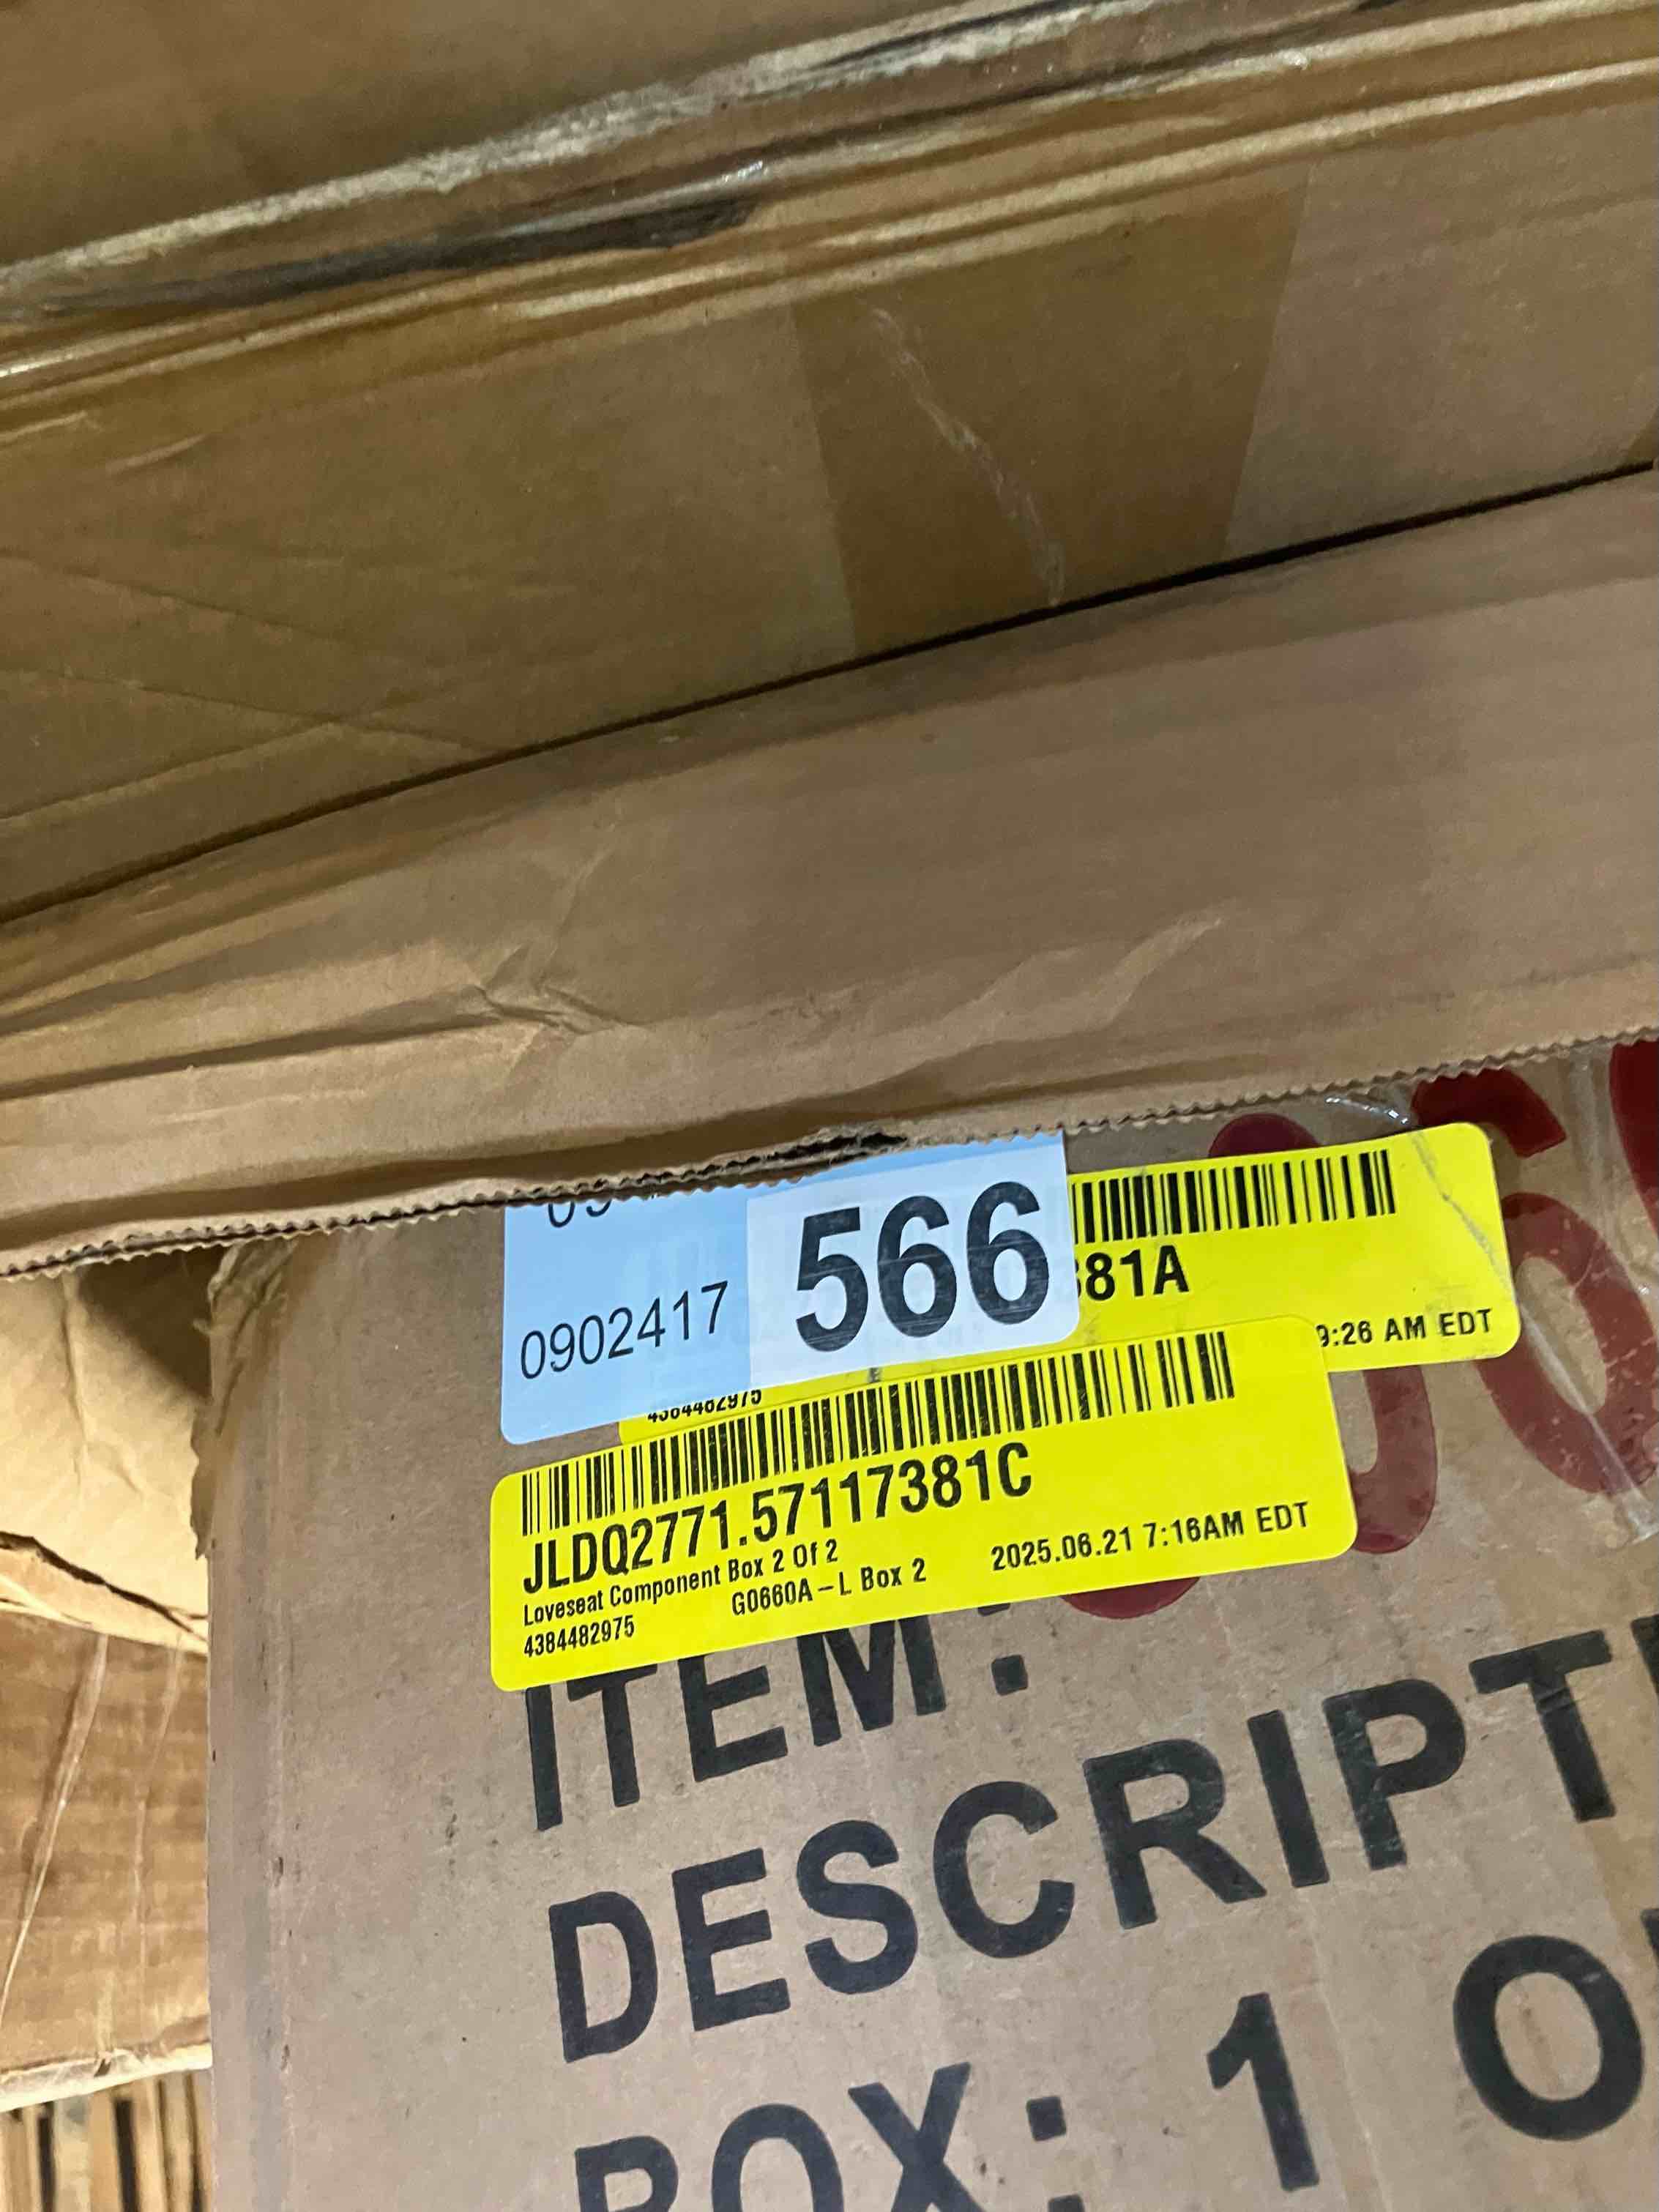 0902417
566
381A
9:26 AM EDT
4384482975
JLDQ2771.57117381C
Loveseat Component Box 2 Of 2
G0660A-L Box 2
2025.06.21 7:16AM EDT
4384482975
ITEM:
DESCRIPT
BOX: 1 O